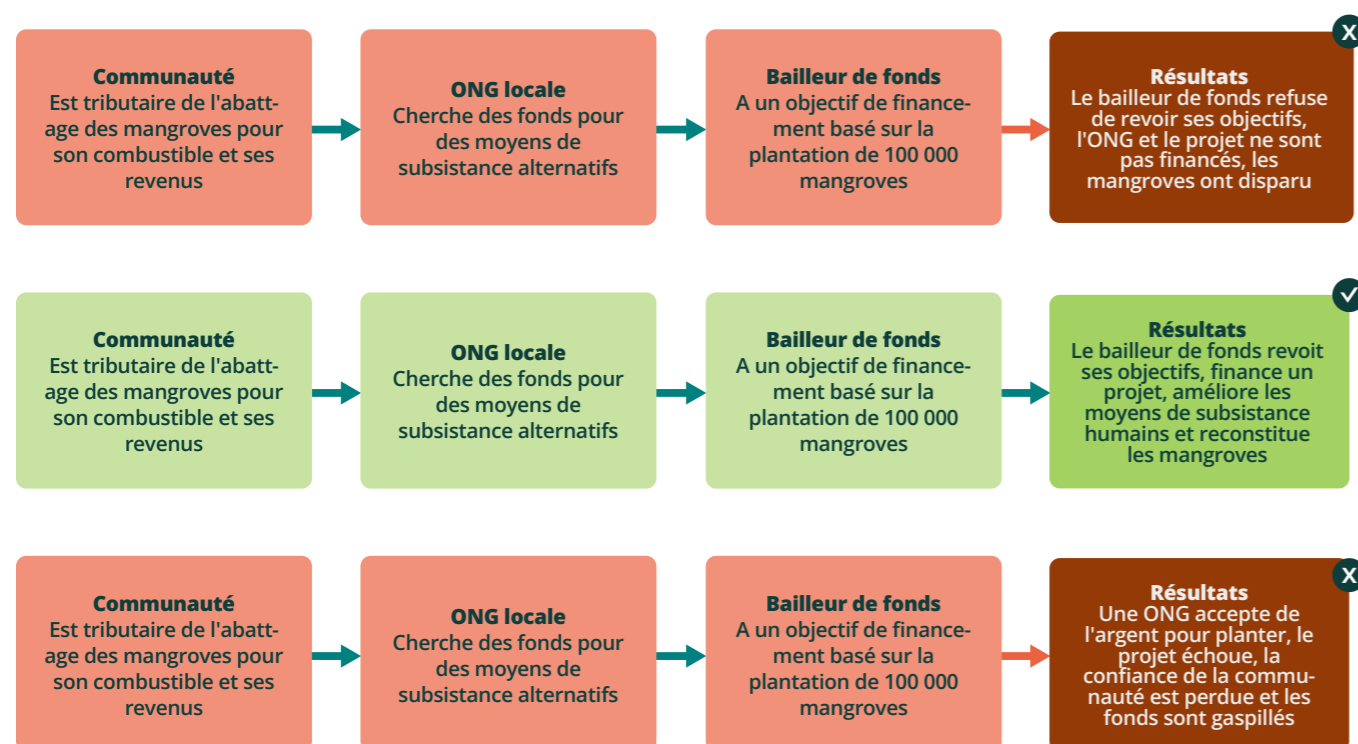 Communauté
Est tributaire de l'abatt-
age des mangroves pour
son combustible et ses
revenus
ONG locale
Cherche des fonds pour
des moyens de
subsistance alternatifs
Bailleur de fonds
A un objectif de finance-
ment basé sur la
plantation de 100 000
mangroves
X
Résultats
Le bailleur de fonds refuse
de revoir ses objectifs,
l'ONG et le projet ne sont
pas financés, les
mangroves ont disparu
Communauté
Est tributaire de l'abatt-
age des mangroves pour
son combustible et ses
revenus
ONG locale
Cherche des fonds pour
des moyens de
subsistance alternatifs
Bailleur de fonds
A un objectif de finance-
ment basé sur la
plantation de 100 000
mangroves
Résultats
Le bailleur de fonds revoit
ses objectifs, finance un
projet, améliore les
moyens de subsistance
humains et reconstitue
les mangroves
Communauté
Est tributaire de l'abatt-
age des mangroves pour
son combustible et ses
revenus
ONG locale
Cherche des fonds pour
des moyens de
subsistance alternatifs
Bailleur de fonds
A un objectif de finance-
ment basé sur la
plantation de 100 000
mangroves
X
Résultats
Une ONG accepte de
l'argent pour planter, le
projet échoue, la
confiance de la commu-
nauté est perdue et les
fonds sont gaspillés